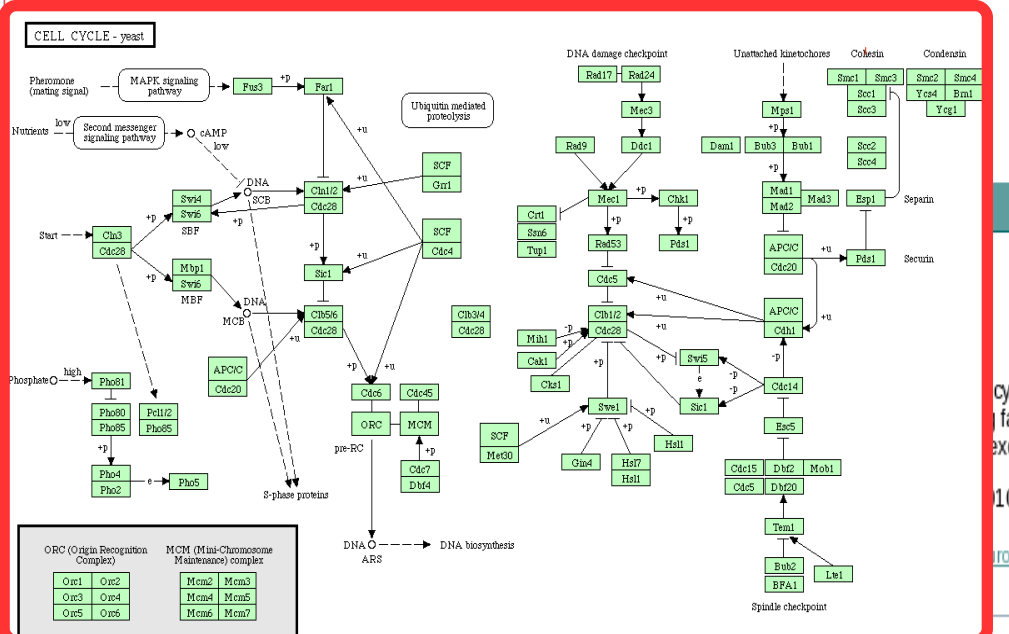 CELL CYCLE - yeast
Pheromone
(mating signal)
MAPK signaling
pathway
Fus3
+p
Far1
Ubiquitin mediated
proteolysis
Nutrients
low
Second messenger
signaling pathway
cAMP
low
+u
DNA
SCB
Cln1/2
Cdc28
+u
SCF
Grr1
Swi4
Swi6
SBF
+p
+p
Start
Cln3
Cdc28
+p
Mbp1
Swi6
MBF
+p
Sic1
+u
SCF
Cdc4
DNA
MCB
Clb5/6
Cdc28
+u
Clb3/4
Cdc28
APC/C
Cdc20
+p
+u
Phosphate
high
Pho81
Pho80
Pho85
Pcl1/2
Pho85
+p
Pho4
Pho2
e
Pho5
Cdc6
Cdc45
ORC
MCM
pre-RC
+p
Cdc7
Dbf4
S-phase proteins
DNA
ARS
DNA biosynthesis
ORC (Origin Recognition
Complex)
MCM (Mini-Chromosome
Maintenance) complex
Orc1 Orc2
Orc3 Orc4
Orc5 Orc6
Mcm2 Mcm3
Mcm4 Mcm5
Mcm6 Mcm7
DNA damage checkpoint
Rad17 Rad24
Mec3
Rad9
Ddc1
Mec1
+p
Chk1
Crt1
Ssn6
Tup1
+p
Rad53
+p
Pds1
Cdc5
+u
Clb1/2
Cdc28
+u
Mih1
-p
+p
Cak1
Cks1
+p
+p
Swi5
e
Sic1
-p
-p
Swe1
+p
+u
SCF
Met30
+p
+p
Gin4
Hsl7
Hsl1
Hsl1
Unattached kinetochores
Mps1
+p
Dam1
Bub3 Bub1
+p
Mad1
Mad2
Mad3
APC/C
Cdc20
+u
APC/C
Cdh1
+u
-p
Cdc14
Esc5
Cdc15 Dbf2 Mob1
Cdc5 Dbf20
Tem1
Bub2
BFA1
Lte1
Spindle checkpoint
Cohesin
Smc1 Smc3
Scc1
Scc3
Scc2
Scc4
Esp1
Separin
Pds1
Securin
Condensin
Smc2 Smc4
Ycs4 Brn1
Ycg1